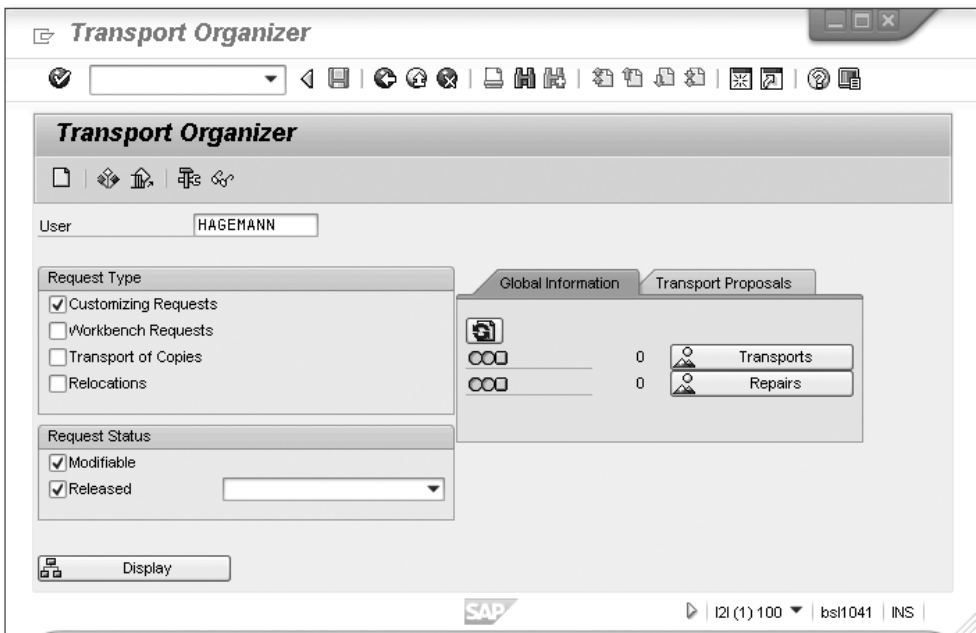 Transport Organizer
Transport Organizer
User HAGEMANN
Request Type
Customizing Requests
Workbench Requests
Transport of Copies
Relocations
Request Status
Modifiable
Released
Display
Global Information Transport Proposals
0 Transports
0 Repairs
SAP I2I (1) 100 bsl1041 INS